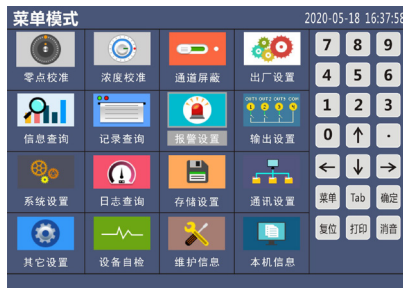 菜单模式 2020-05-18 16:37:58
零点校准 浓度校准 通道屏蔽 出厂设置
7 8 9
4 5 6
信息查询 记录查询 报警设置 输出设置
1 2 3
0 ↑ ·
系统设置 日志查询 存储设置 通讯设置
← ↓ →
菜单 Tab 确定
其它设置 设备自检 维护信息 本机信息
复位 打印 消音